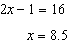 2x − 1 = 16
x = 8.5